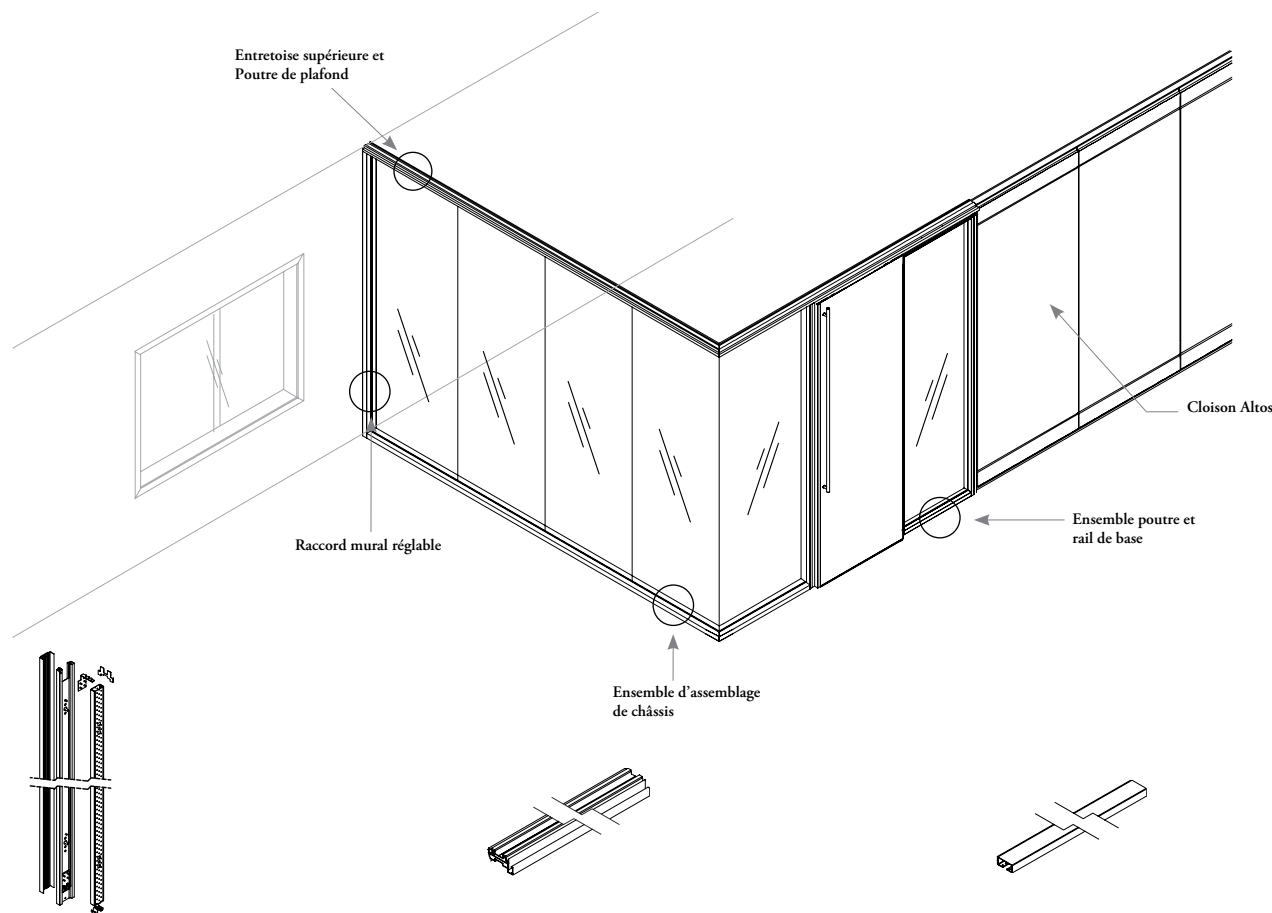 Entretoise supérieure et
Poutre de plafond
Cloison Altos
Ensemble poutre et
rail de base
Raccord mural réglable
Ensemble d’assemblage
de châssis